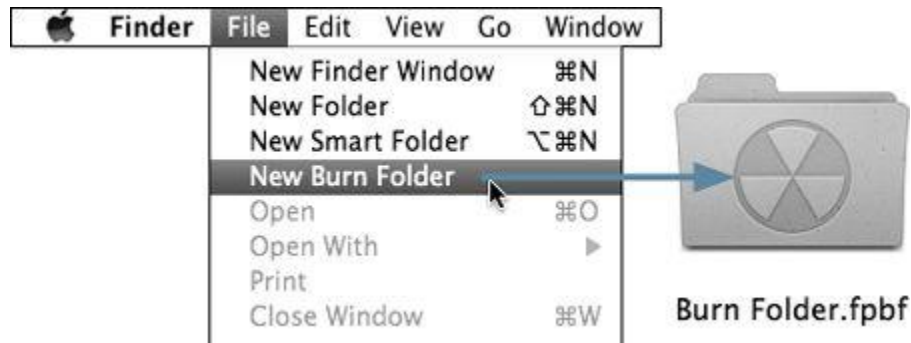 Finder File Edit View Go Window
New Finder Window ⌘N
New Folder ⇧⌘N
New Smart Folder ⌥⌘N
New Burn Folder
Open ⌘O
Open With ▶
Print
Close Window ⌘W
Burn Folder.fpbf